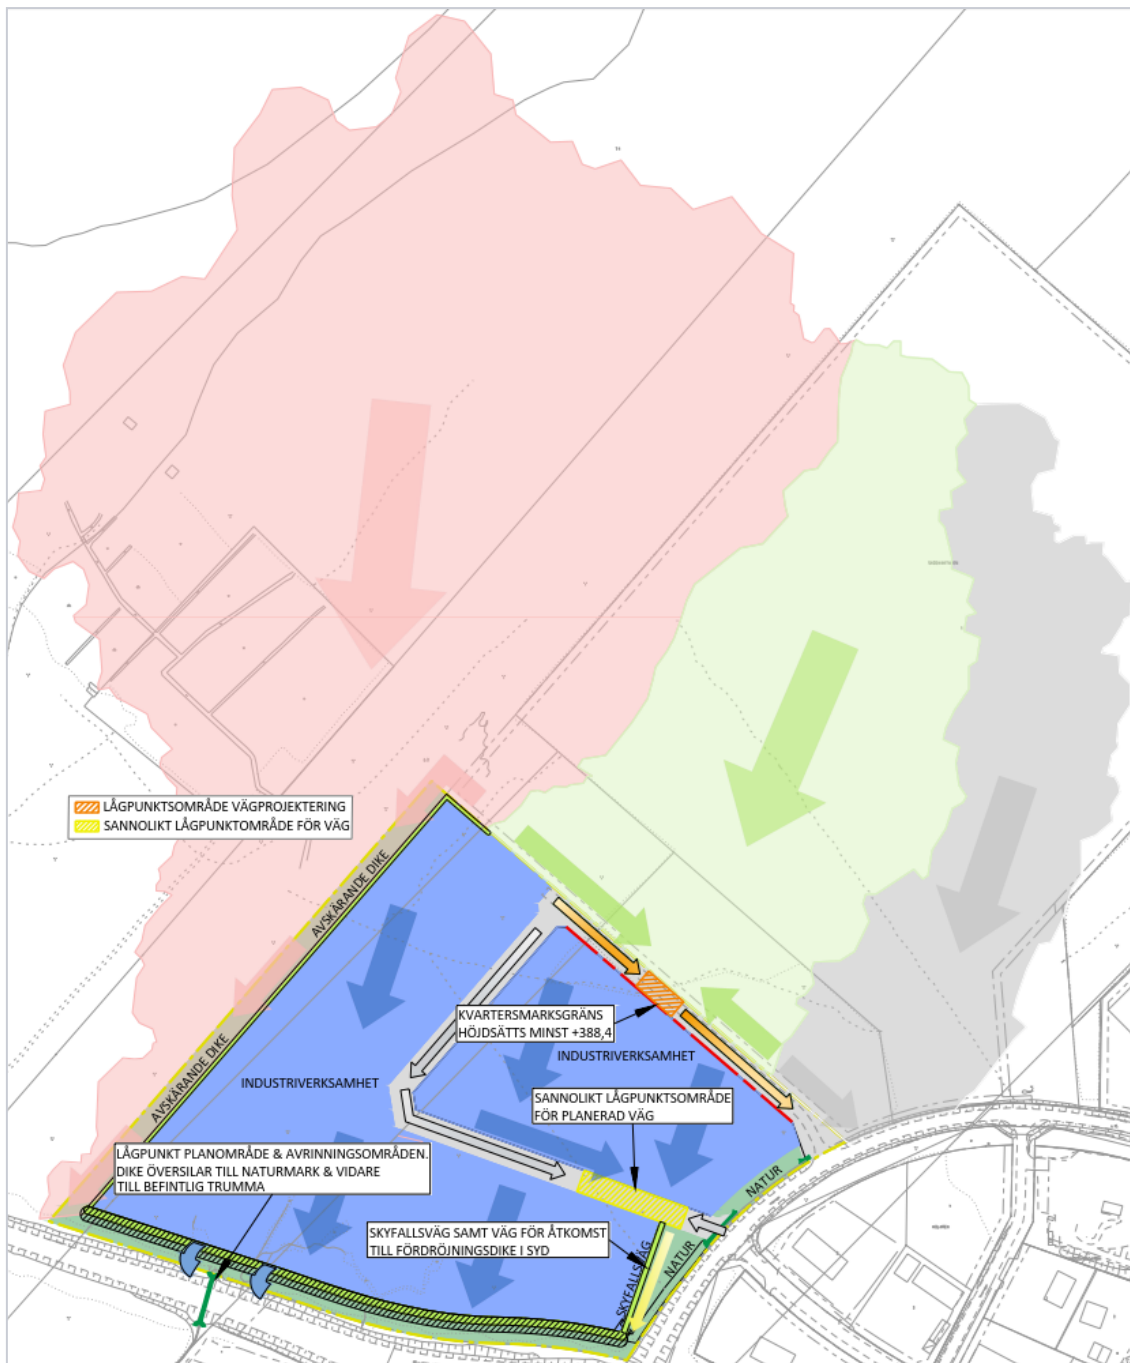 LÅGPUNKTSOMRÅDE VÄGPROJEKTERING
SANNOLIKT LÅGPUNKTOMRÅDE FÖR VÄG
AVSKÄRANDE DIKE
AVSKÄRANDE DIKE
KVARTERSMARKSGRÄNS
HÖJDSÄTTS MINST +388,4
INDUSTRIVERKSAMHET
INDUSTRIVERKSAMHET
SANNOLIKT LÅGPUNKTSOMRÅDE
FÖR PLANERAD VÄG
LÅGPUNKT PLANOMRÅDE & AVRINNINGSOMRÅDEN.
DIKE ÖVERSILAR TILL NATURMARK & VIDARE
TILL BEFINTLIG TRUMMA
NATUR
SKYFALLSVÄG SAMT VÄG FÖR ÅTKOMST
TILL FÖRDRÖJNINGSDIKE I SYD
SKYFALLSVÄG
NATUR